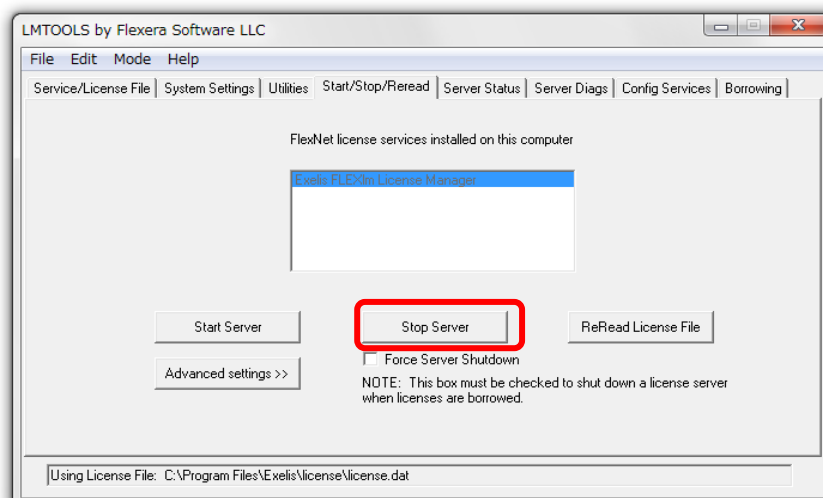 LMTOOLS by Flexera Software LLC
File Edit Mode Help
Service/License File System Settings Utilities Start/Stop/Reread Server Status Server Diags Config Services Borrowing
FlexNet license services installed on this computer
Exelis FLEXlm License Manager
Start Server Stop Server ReRead License File
Force Server Shutdown
Advanced settings >>
NOTE: This box must be checked to shut down a license server
when licenses are borrowed.
Using License File: C:\Program Files\Exelis\license\license.dat